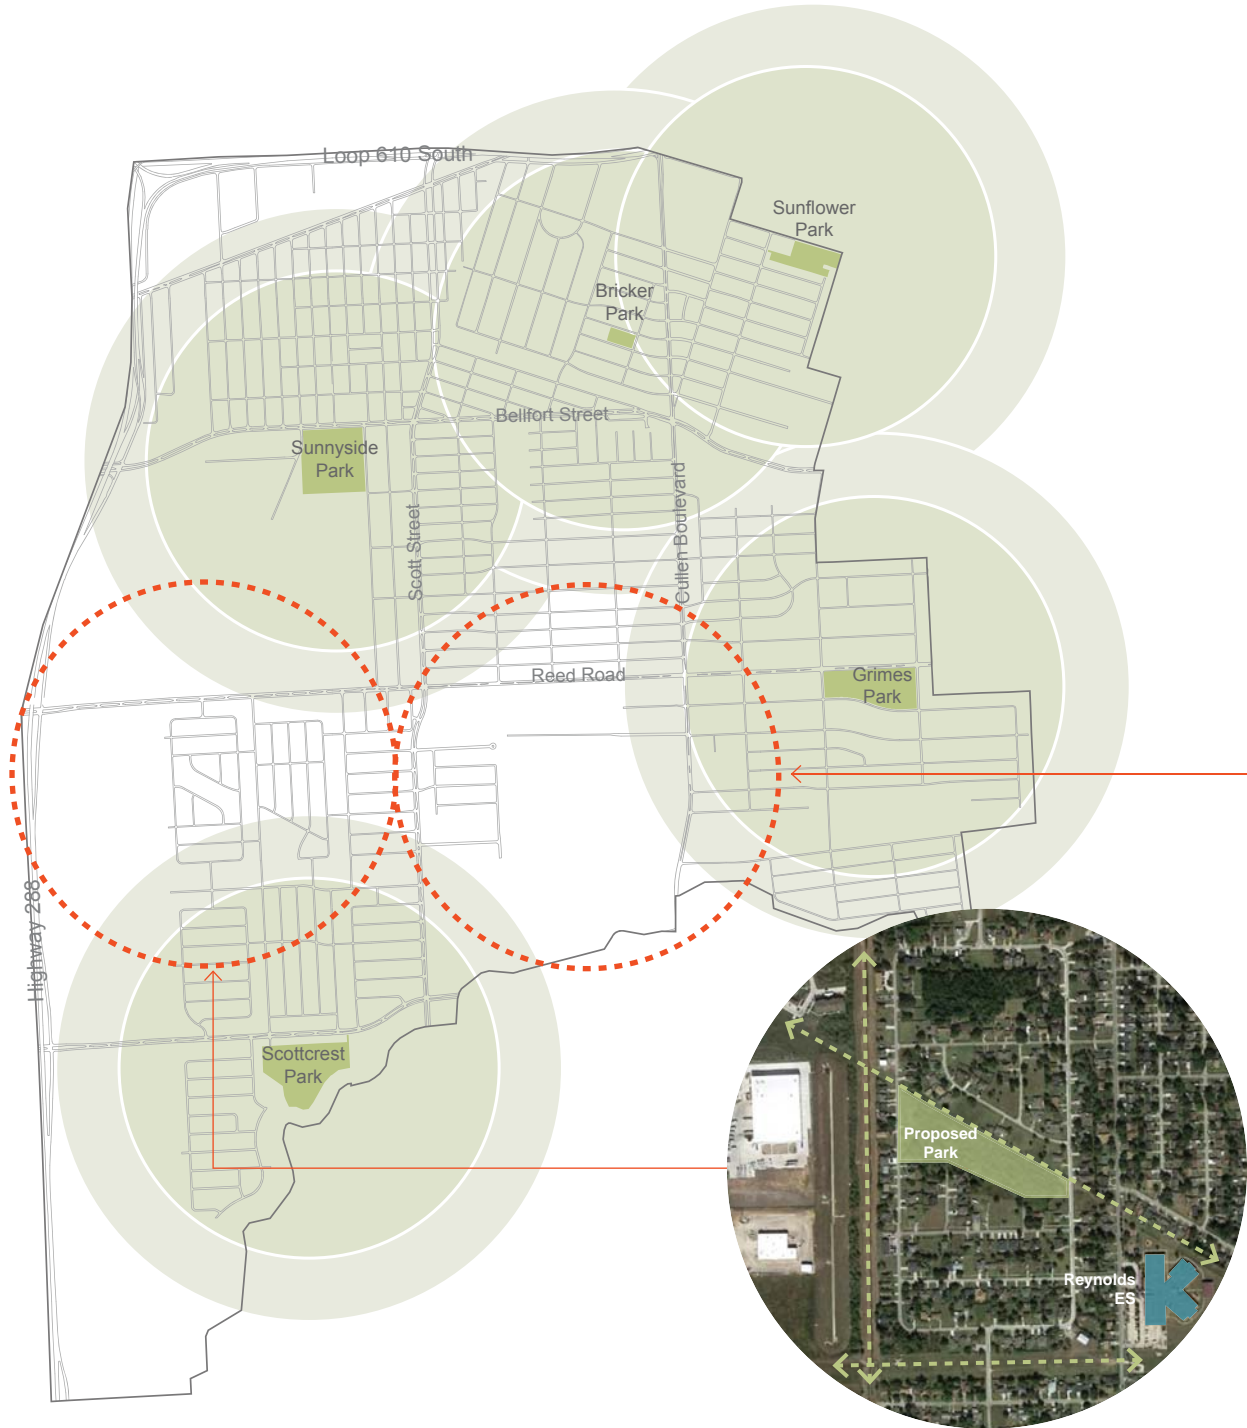 Loop 610 South
Sunflower
Park
Bricker
Park
Bellfort Street
Sunnyside
Park
Scott Street
Cullen Boulevard
Reed Road
Grimes
Park
Highway 288
Scottcrest
Park
Proposed
Park
Reynolds
ES